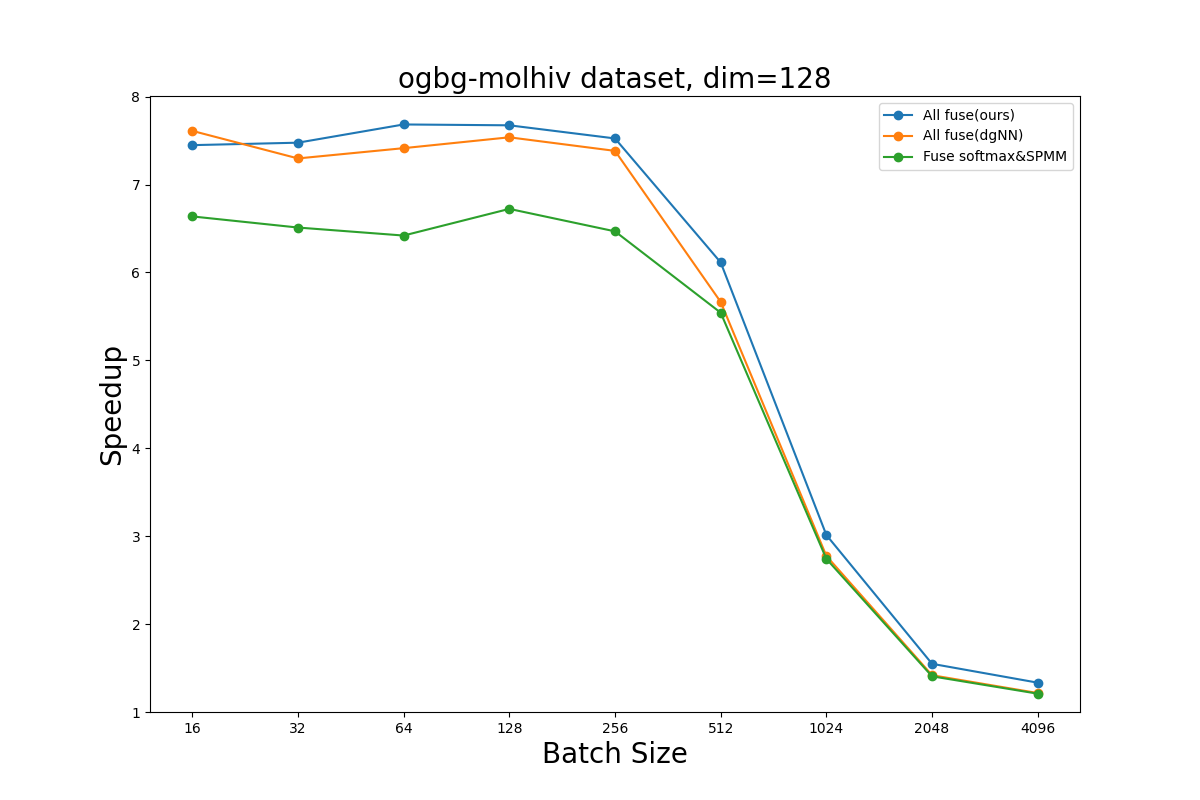 ogbg-molhiv dataset, dim=128
All fuse(ours)
All fuse(dgNN)
Fuse softmax&SPMM
Speedup
8
7
6
5
4
3
2
1
16 32 64 128 256 512 1024 2048 4096
Batch Size